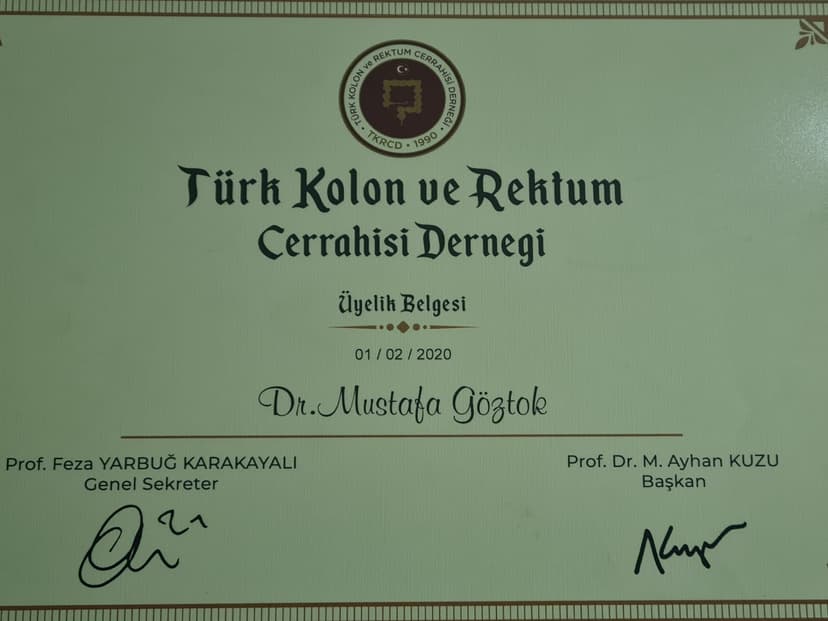 TÜRK KOLON ve REKTUM CERRAHİSİ DERNEĞİ
TKRCD • 1990
Türk Kolon ve Rektum
Cerrahisi Dernegi
Üyelik Belgesi
01 / 02 / 2020
Dr. Mustafa Göztok
Prof. Feza YARBUĞ KARAKAYALI
Genel Sekreter
Prof. Dr. M. Ayhan KUZU
Başkan